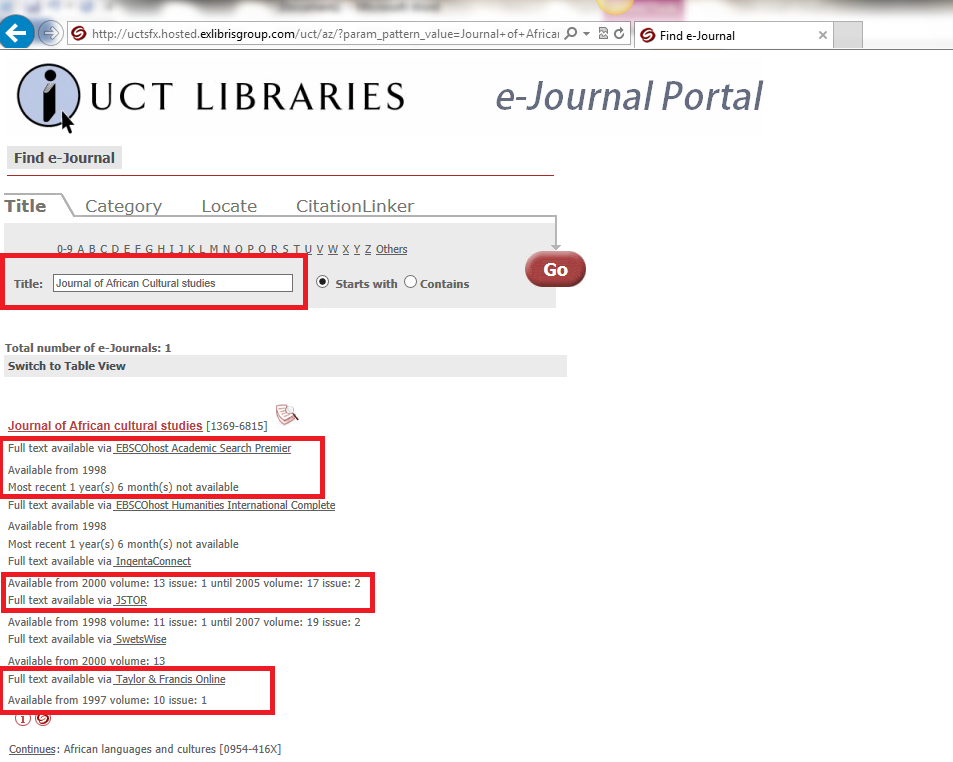 http://uctsfx.hosted.exlibrisgroup.com/uct/az/?param_pattern_value=Journal+of+African
Find e-Journal
UCT LIBRARIES
e-Journal Portal
Find e-Journal
Title Category Locate CitationLinker
0-9 A B C D E F G H I J K L M N O P Q R S T U V W X Y Z Others
Title: Journal of African Cultural studies Starts with Contains Go
Total number of e-Journals: 1
Switch to Table View
Journal of African cultural studies [1369-6815]
Full text available via EBSCOhost Academic Search Premier
Available from 1998
Most recent 1 year(s) 6 month(s) not available
Full text available via EBSCOhost Humanities International Complete
Available from 1998
Most recent 1 year(s) 6 month(s) not available
Full text available via IngentaConnect
Available from 2000 volume: 13 issue: 1 until 2005 volume: 17 issue: 2
Full text available via JSTOR
Available from 1998 volume: 11 issue: 1 until 2007 volume: 19 issue: 2
Full text available via SwetsWise
Available from 2000 volume: 13
Full text available via Taylor & Francis Online
Available from 1997 volume: 10 issue: 1
Continues: African languages and cultures [0954-416X]